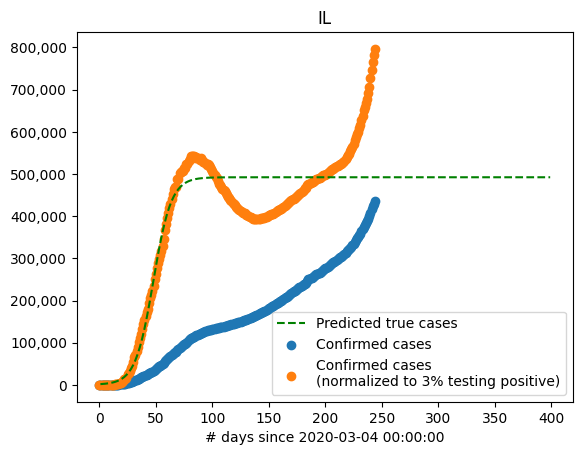 IL
800,000
700,000
600,000
500,000
400,000
300,000
200,000
100,000
0
Predicted true cases
Confirmed cases
Confirmed cases
(normalized to 3% testing positive)
0 50 100 150 200 250 300 350 400
# days since 2020-03-04 00:00:00